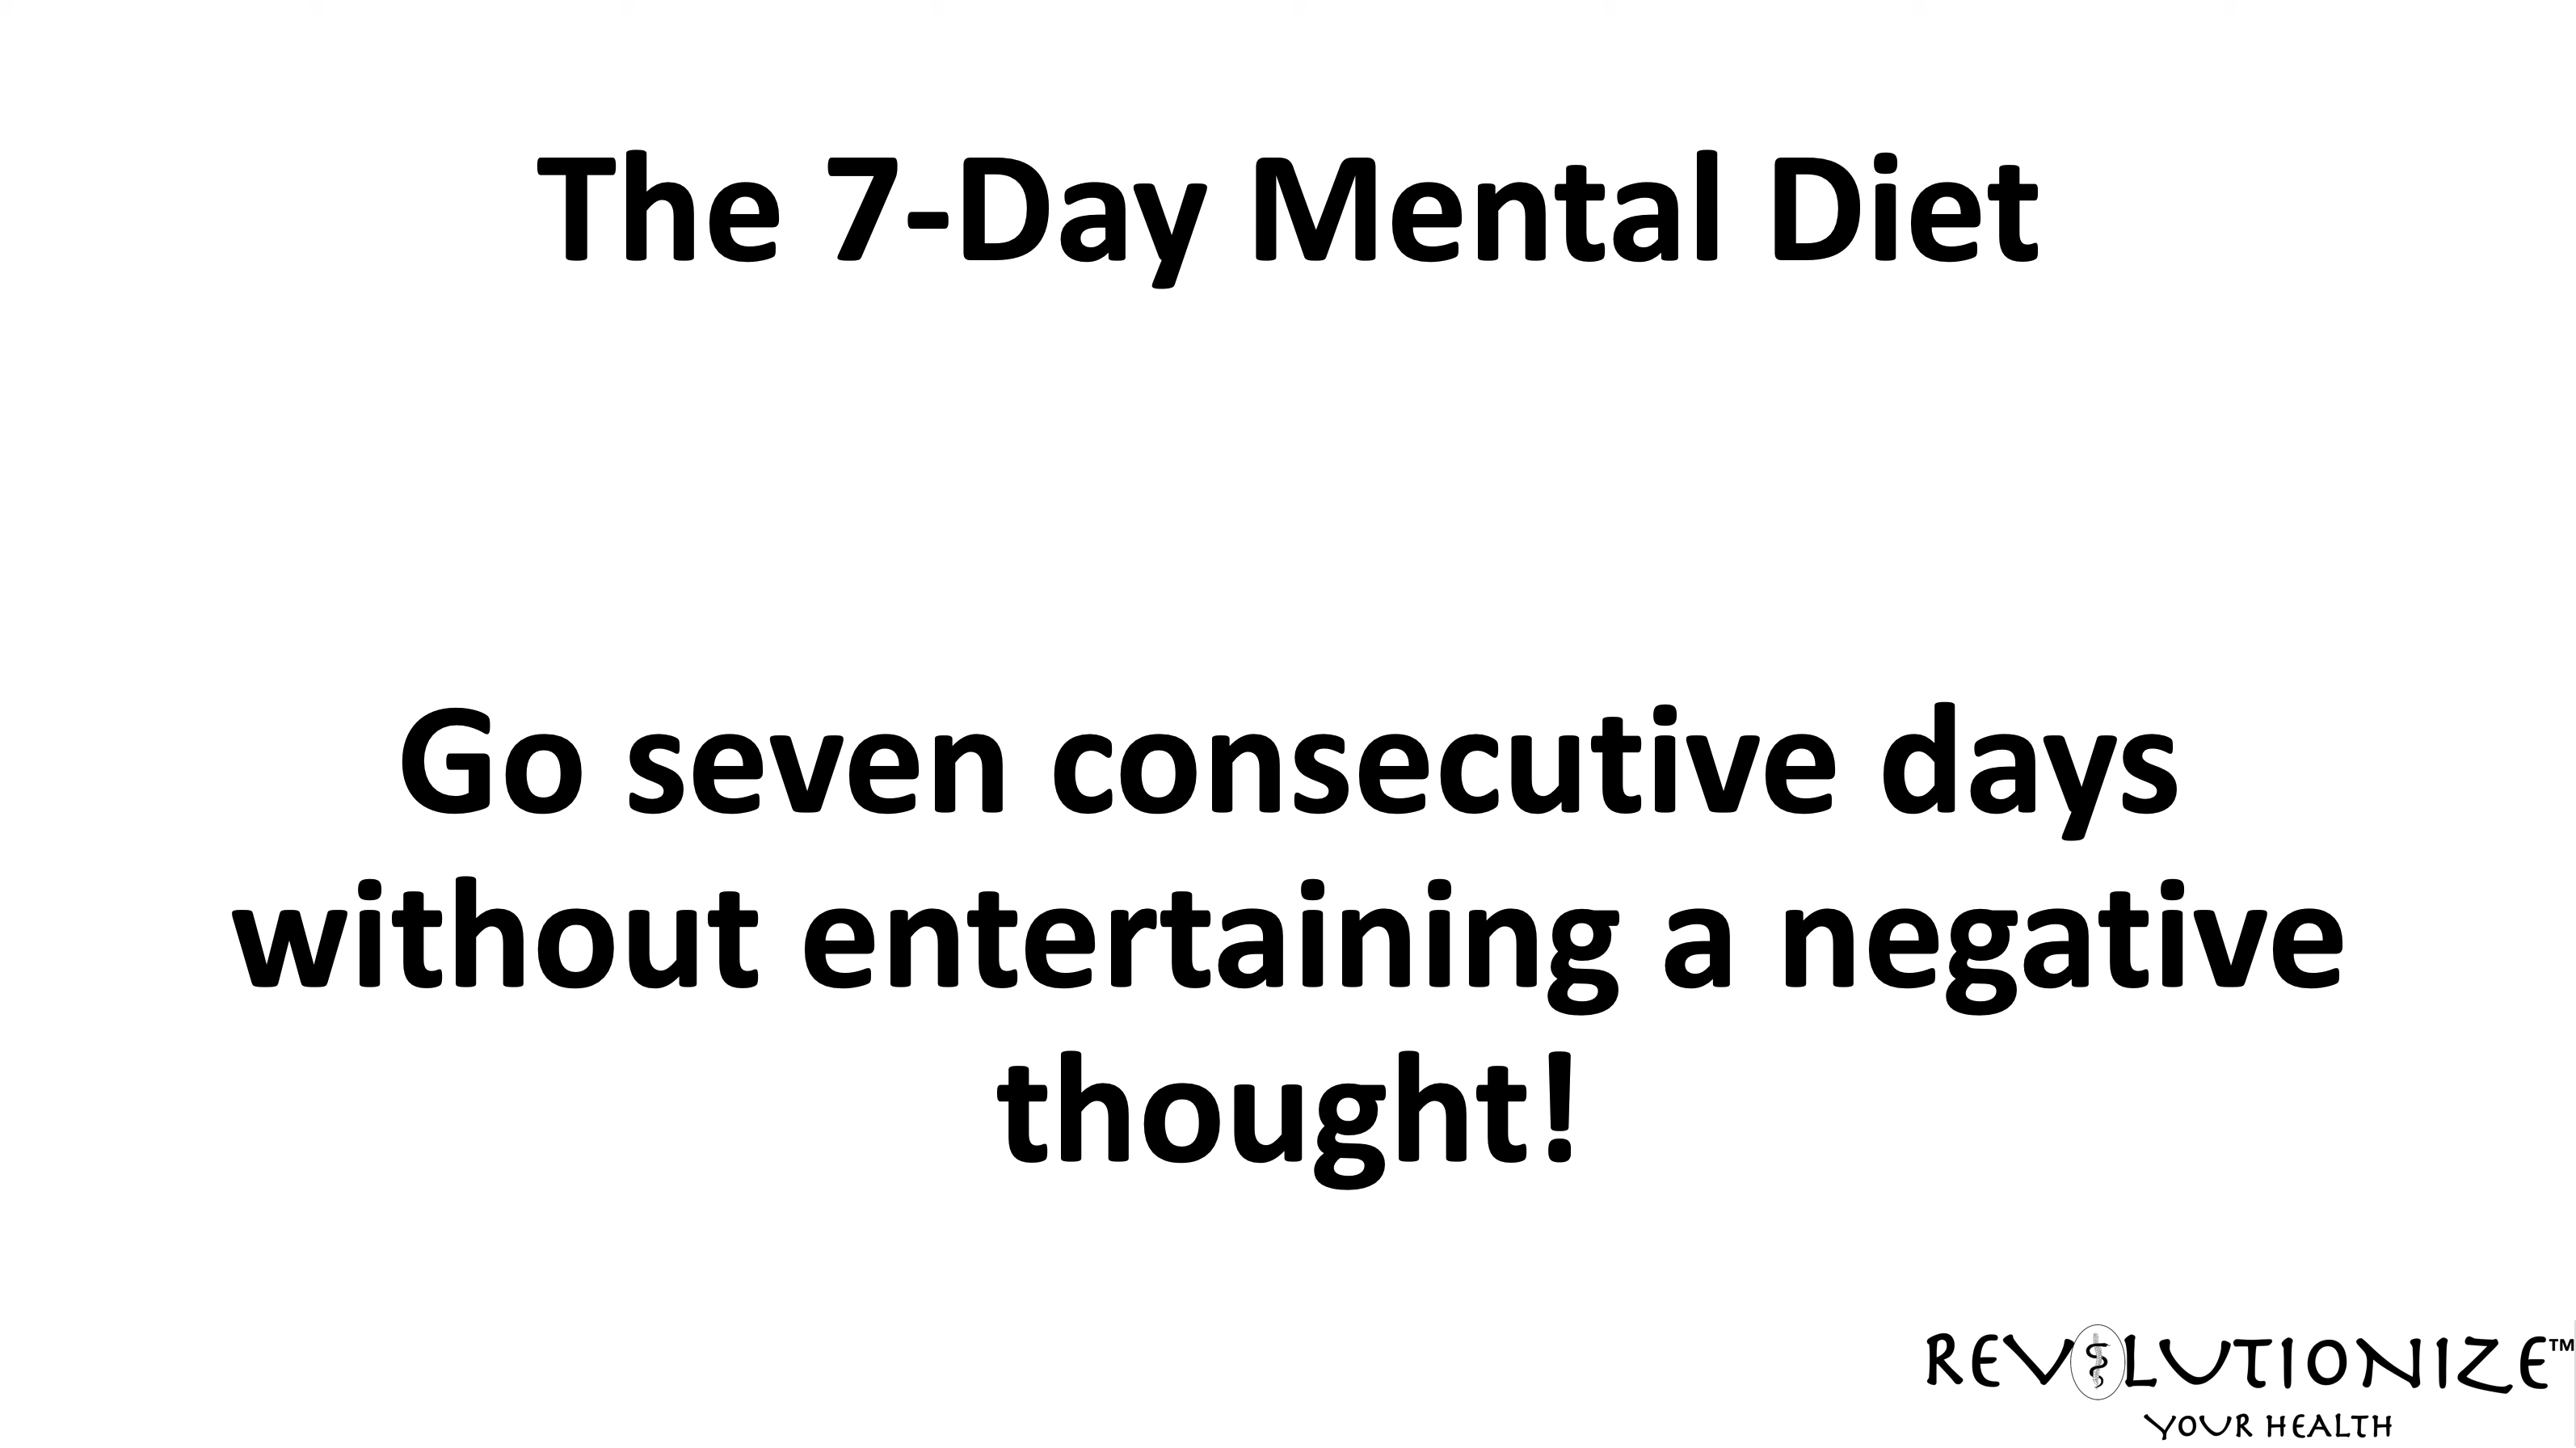 The 7-Day Mental Diet
Go seven consecutive days
without entertaining a negative
thought!
REVOLUTIONIZE™
YOUR HEALTH